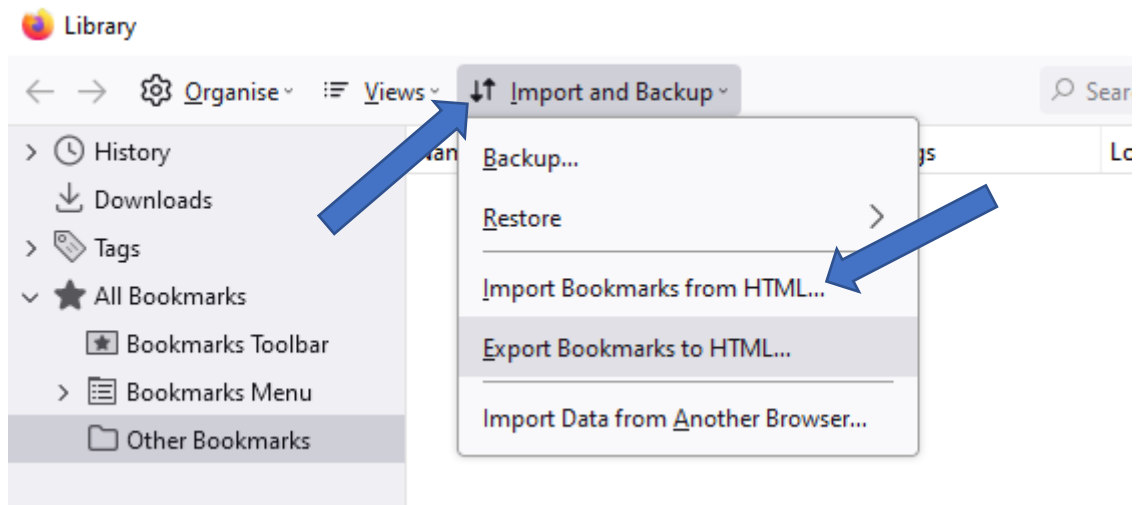 Library
Organise Views Import and Backup
History
Downloads
Tags
All Bookmarks
Bookmarks Toolbar
Bookmarks Menu
Other Bookmarks
Backup...
Restore
Import Bookmarks from HTML...
Export Bookmarks to HTML...
Import Data from Another Browser...